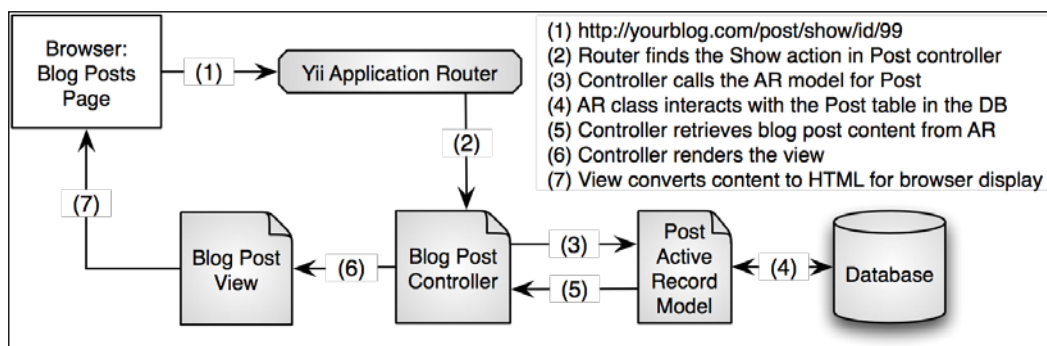 Browser:
Blog Posts
Page
(1)
Yii Application Router
(1) http://yourblog.com/post/show/id/99
(2) Router finds the Show action in Post controller
(3) Controller calls the AR model for Post
(4) AR class interacts with the Post table in the DB
(5) Controller retrieves blog post content from AR
(6) Controller renders the view
(7) View converts content to HTML for browser display
(2)
(7)
Blog Post
View
(6)
Blog Post
Controller
(3)
(5)
Post
Active
Record
Model
(4)
Database